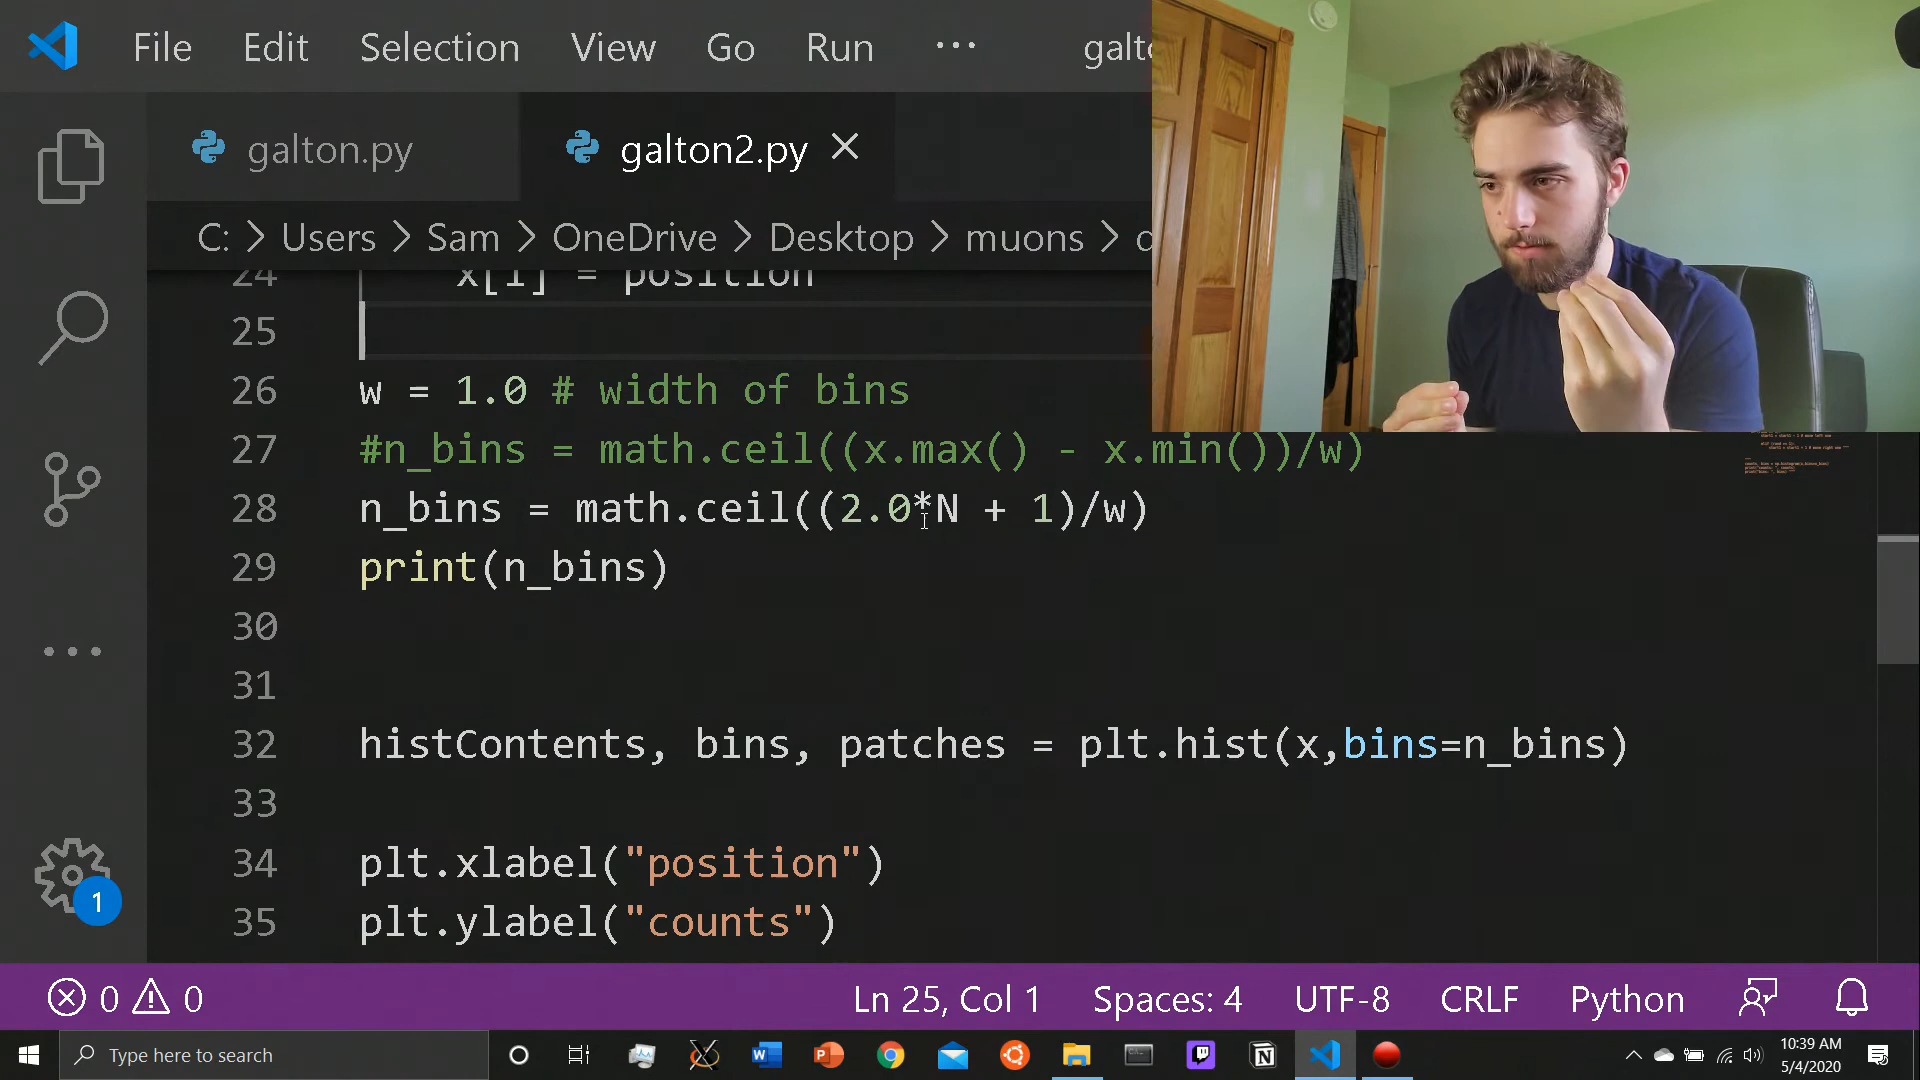 File Edit Selection View Go Run ···
galton.py galton2.py
C: > Users > Sam > OneDrive > Desktop > muons >
24 x[i] = position
25
26 w = 1.0 # width of bins
27 #n_bins = math.ceil((x.max() - x.min())/w)
28 n_bins = math.ceil((2.0*N + 1)/w)
29 print(n_bins)
30
31
32 histContents, bins, patches = plt.hist(x,bins=n_bins)
33
34 plt.xlabel("position")
35 plt.ylabel("counts")
1
0 0 Ln 25, Col 1 Spaces: 4 UTF-8 CRLF Python
Type here to search
10:39 AM
5/4/2020